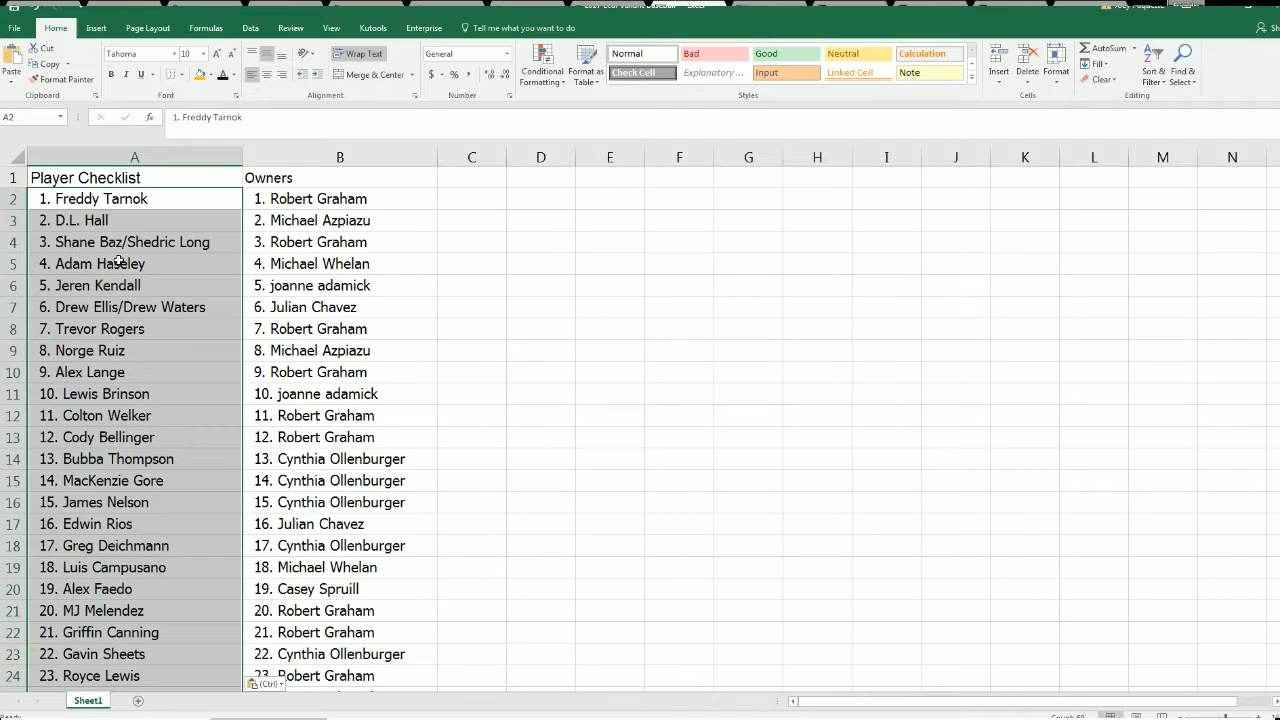 File Home Insert Page Layout Formulas Data Review View Kutools Enterprise Tell me what you want to do
Cut Tahoma 10 Wrap Text General Normal Bad Good Neutral Calculation AutoSum
Paste Copy Format Painter Merge & Center Conditional Formatting Format as Table Check Cell Explanatory ... Input Linked Cell Note Insert Delete Format Fill Clear Sort & Filter Find & Select
Clipboard Font Alignment Number Styles Cells Editing
A2 fx 1. Freddy Tarnok
A B C D E F G H I J K L M N
1 Player Checklist Owners
2 1. Freddy Tarnok 1. Robert Graham
3 2. D.L. Hall 2. Michael Azpiazu
4 3. Shane Baz/Shedric Long 3. Robert Graham
5 4. Adam Haseley 4. Michael Whelan
6 5. Jeren Kendall 5. joanne adamick
7 6. Drew Ellis/Drew Waters 6. Julian Chavez
8 7. Trevor Rogers 7. Robert Graham
9 8. Norge Ruiz 8. Michael Azpiazu
10 9. Alex Lange 9. Robert Graham
11 10. Lewis Brinson 10. joanne adamick
12 11. Colton Welker 11. Robert Graham
13 12. Cody Bellinger 12. Robert Graham
14 13. Bubba Thompson 13. Cynthia Ollenburger
15 14. MacKenzie Gore 14. Cynthia Ollenburger
16 15. James Nelson 15. Cynthia Ollenburger
17 16. Edwin Rios 16. Julian Chavez
18 17. Greg Deichmann 17. Cynthia Ollenburger
19 18. Luis Campusano 18. Michael Whelan
20 19. Alex Faedo 19. Casey Spruill
21 20. MJ Melendez 20. Robert Graham
22 21. Griffin Canning 21. Robert Graham
23 22. Gavin Sheets 22. Cynthia Ollenburger
24 23. Royce Lewis 23. Robert Graham
(Ctrl)
Sheet1